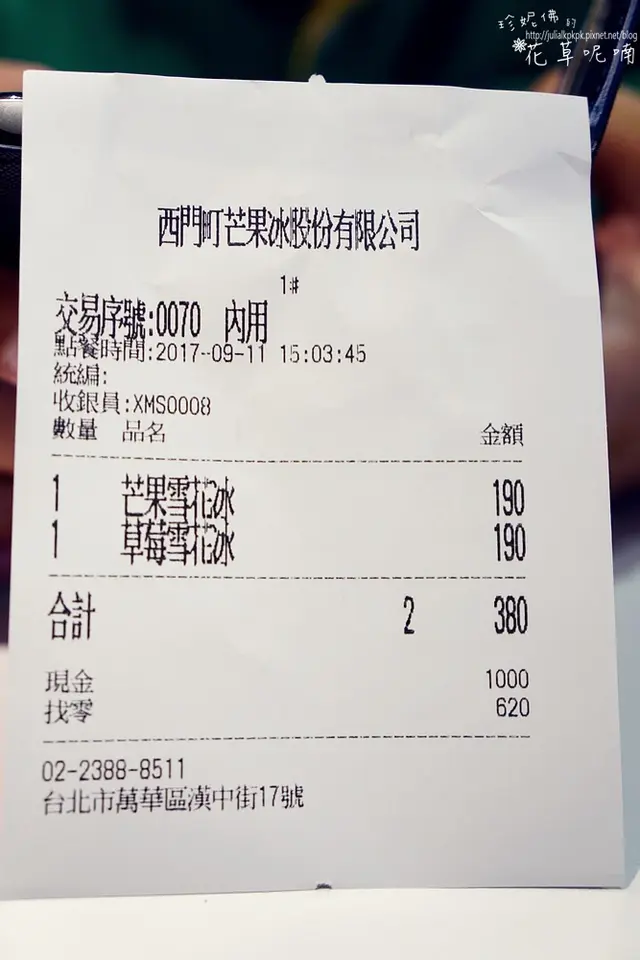 珍妮佛的
http://julialkpkpk.pixnet.net/blog
花草呢喃
西門町芒果冰股份有限公司
1#
交易序號:0070 內用
點餐時間:2017-09-11 15:03:45
統編:
收銀員:XMS0008
數量 品名 金額
1 芒果雪花冰 190
1 草莓雪花冰 190
合計 2 380
現金 1000
找零 620
02-2388-8511
台北市萬華區漢中街17號